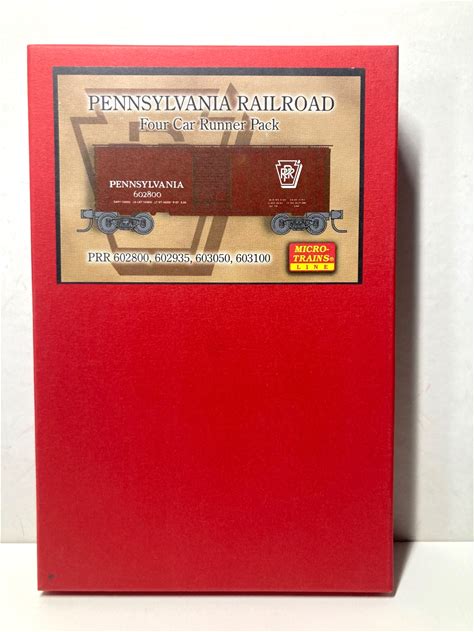 PENNSYLVANIA RAILROAD
Four Car Runner Pack
PENNSYLVANIA
602800
PRR
PRR 602800, 602935, 603050, 603100
MICRO-
TRAINS®
LINE